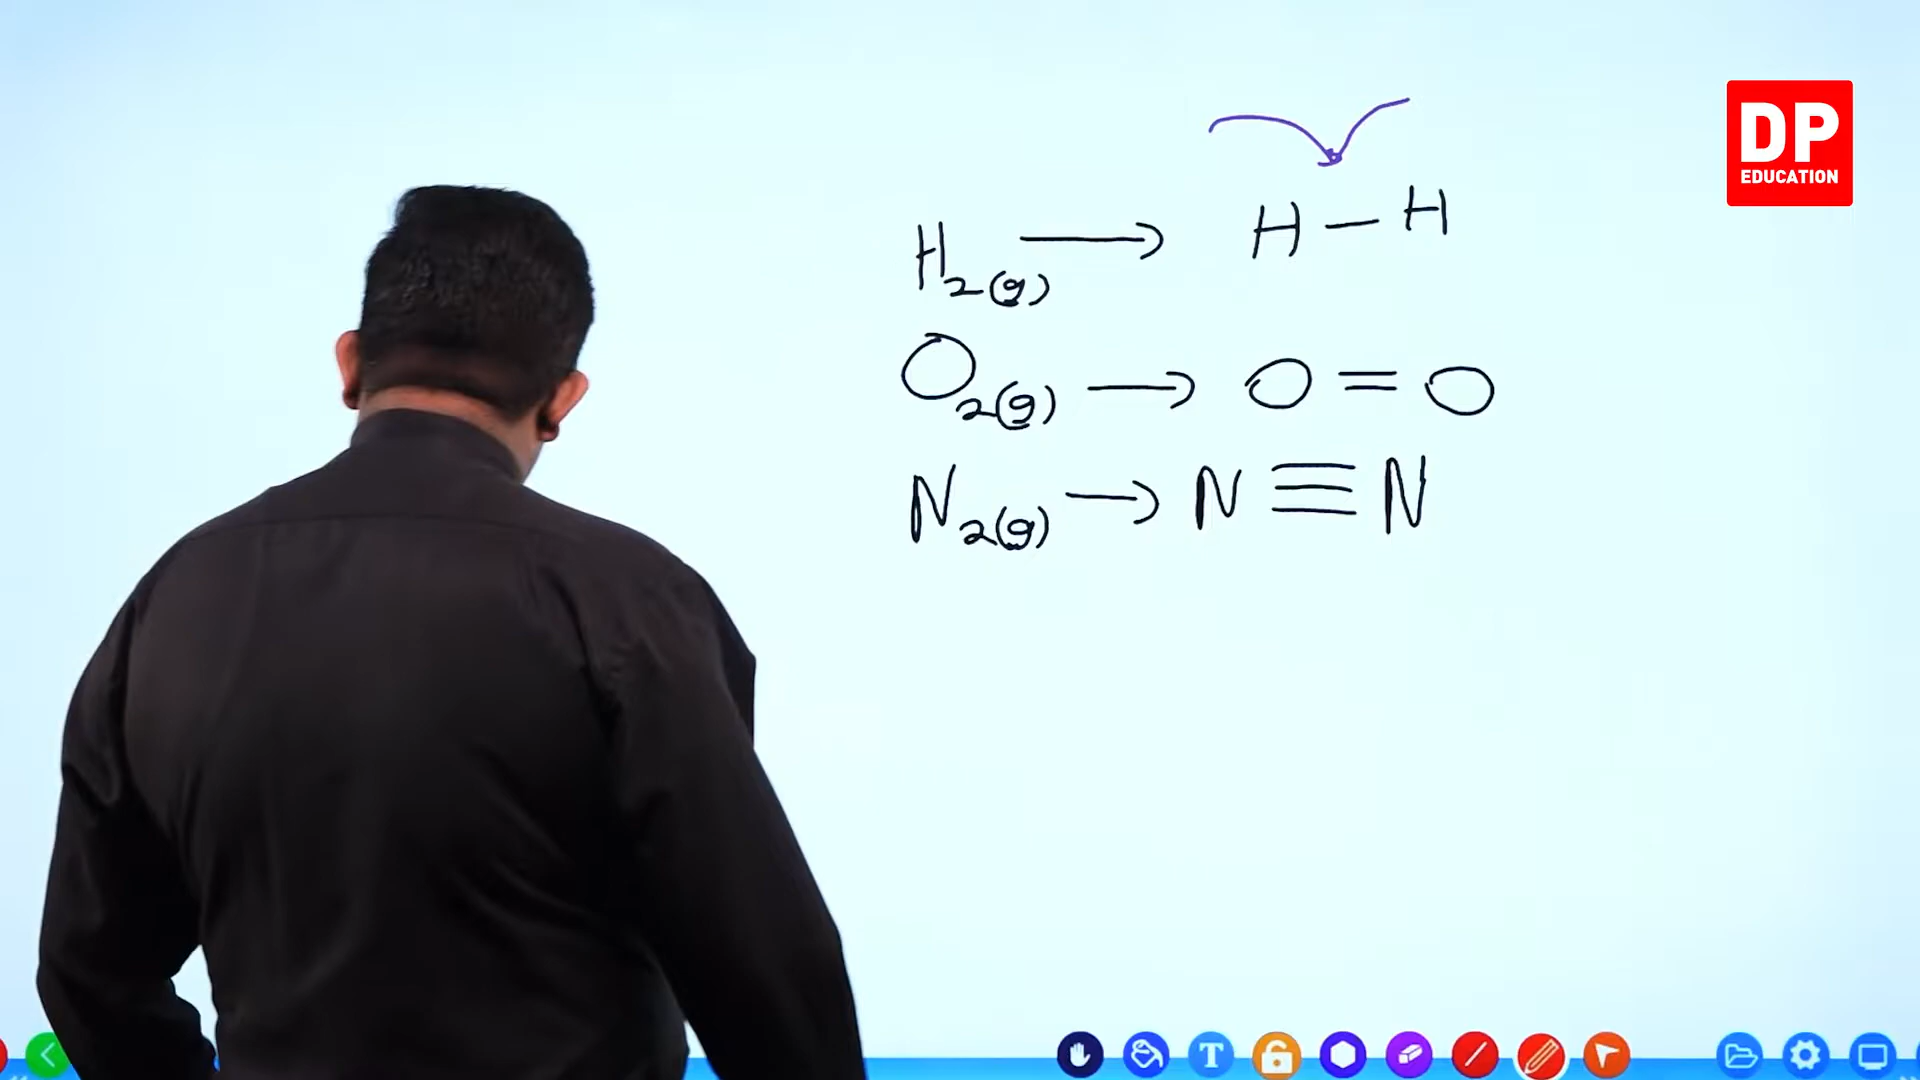 DP
EDUCATION
H₂(g) → H — H
O₂(g) → O = O
N₂(g) → N ≡ N
T